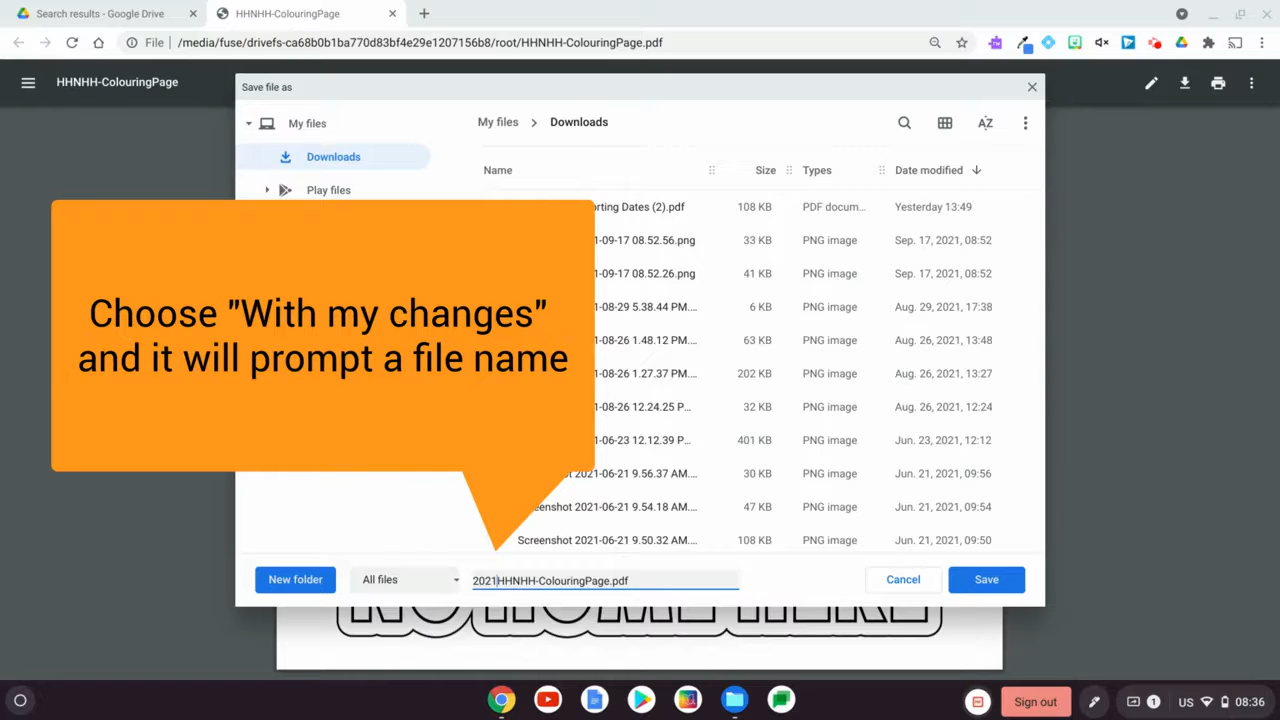 Search results - Google Drive
HHNHH-ColouringPage
File
/media/fuse/drivefs-ca68b0b1ba770d83bf4e29e1207156b8/root/HHNHH-ColouringPage.pdf
HHNHH-ColouringPage
Save file as
My files
Downloads
Play files
My files > Downloads
AZ
Name Size Types Date modified
orting Dates (2).pdf 108 KB PDF docum... Yesterday 13:49
1-09-17 08.52.56.png 33 KB PNG image Sep. 17, 2021, 08:52
1-09-17 08.52.26.png 41 KB PNG image Sep. 17, 2021, 08:52
1-08-29 5.38.44 PM.... 6 KB PNG image Aug. 29, 2021, 17:38
1-08-26 1.48.12 PM.... 63 KB PNG image Aug. 26, 2021, 13:48
1-08-26 1.27.37 PM.... 202 KB PNG image Aug. 26, 2021, 13:27
1-08-26 12.24.25 P... 32 KB PNG image Aug. 26, 2021, 12:24
1-06-23 12.12.39 P... 401 KB PNG image Jun. 23, 2021, 12:12
ot 2021-06-21 9.56.37 AM.... 30 KB PNG image Jun. 21, 2021, 09:56
enshot 2021-06-21 9.54.18 AM.... 47 KB PNG image Jun. 21, 2021, 09:54
Screenshot 2021-06-21 9.50.32 AM.... 108 KB PNG image Jun. 21, 2021, 09:50
Choose "With my changes"
and it will prompt a file name
New folder
All files
2021HHNHH-ColouringPage.pdf
Cancel
Save
NO HOME HERE
Sign out
1
US
08:36